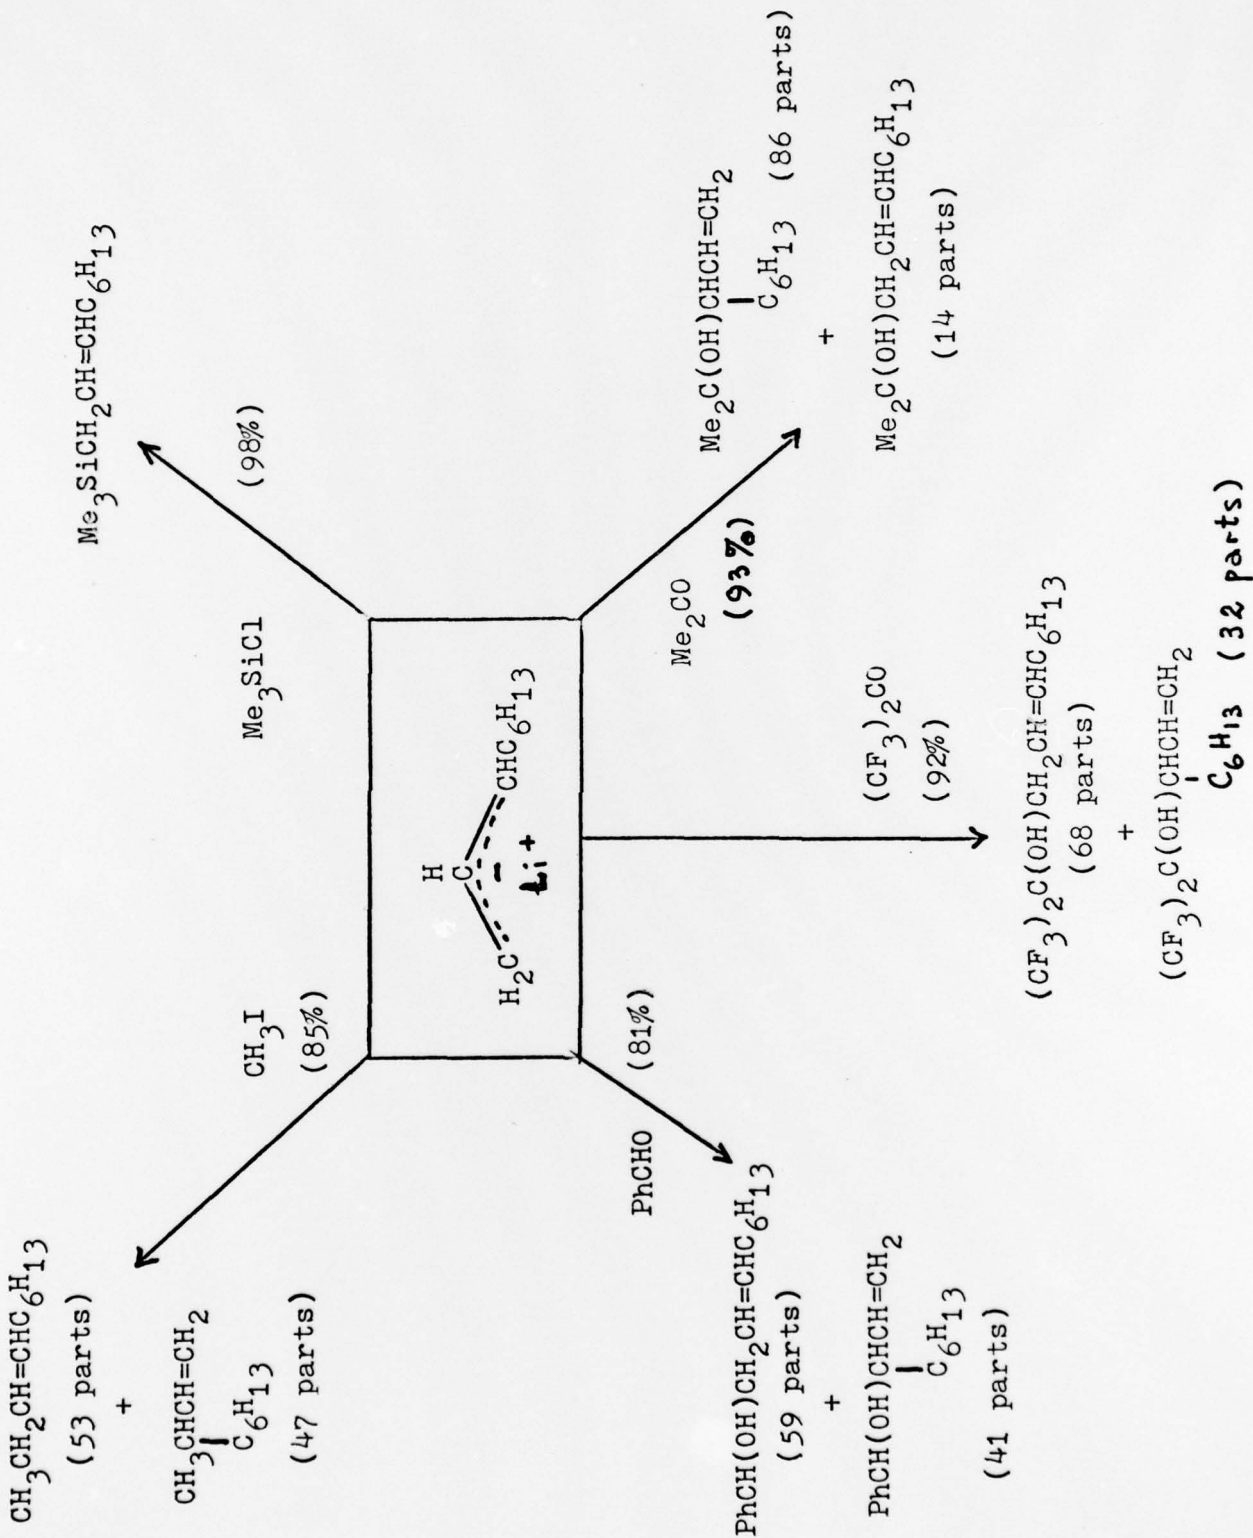 CH3I
(85%)
CH3CH2CH=CHC6H13
(53 parts)
+
CH3CHCH=CH2
C6H13
(47 parts)
Me3SiCl
(98%)
Me3SiCH2CH=CHC6H13
H
H2C C CHC6H13
-
Li+
PhCHO
(81%)
PhCH(OH)CH2CH=CHC6H13
(59 parts)
+
PhCH(OH)CHCH=CH2
C6H13
(41 parts)
(CF3)2CO
(92%)
(CF3)2C(OH)CH2CH=CHC6H13
(68 parts)
+
(CF3)2C(OH)CHCH=CH2
C6H13 (32 parts)
Me2CO
(93%)
Me2C(OH)CHCH=CH2
C6H13 (86 parts)
+
Me2C(OH)CH2CH=CHC6H13
(14 parts)